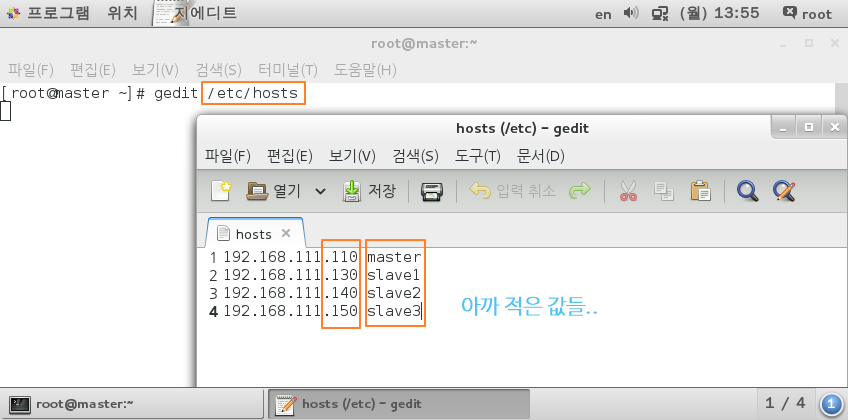 프로그램 위치 지에디트 en (월) 13:55 root
root@master:~
파일(F) 편집(E) 보기(V) 검색(S) 터미널(T) 도움말(H)
[root@master ~]# gedit /etc/hosts
hosts (/etc) - gedit
파일(F) 편집(E) 보기(V) 검색(S) 도구(T) 문서(D)
열기 저장 입력 취소
hosts
1 192.168.111.110 master
2 192.168.111.130 slave1
3 192.168.111.140 slave2
4 192.168.111.150 slave3
아까 적은 값들..
root@master:~ hosts (/etc) - gedit 1 / 4 1